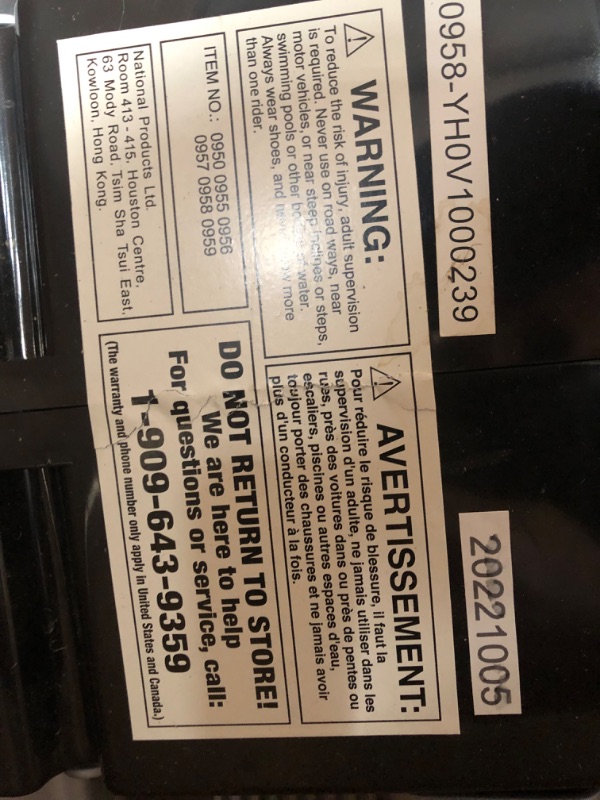 0958-YH0V1000239
20221005
WARNING:
To reduce the risk of injury, adult supervision
is required. Never use on road ways, near
motor vehicles, or near steep inclines or steps,
swimming pools or other bodies of water.
Always wear shoes, and never allow more
than one rider.
AVERTISSEMENT:
Pour réduire le risque de blessure, il faut la
supervision d'un adulte, ne jamais utiliser dans les
rues, près des voitures dans ou près de pentes ou
escaliers, piscines ou autres espaces d'eau,
toujour porter des chaussures et ne jamais avoir
plus d'un conducteur à la fois.
ITEM NO.: 0950 0955 0956
0957 0958 0959
National Products Ltd.
Room 413 - 415, Houston Centre,
63 Mody Road, Tsim Sha Tsui East,
Kowloon, Hong Kong.
DO NOT RETURN TO STORE!
We are here to help
For questions or service, call:
1-909-643-9359
(The warranty and phone number only apply in United States and Canada.)